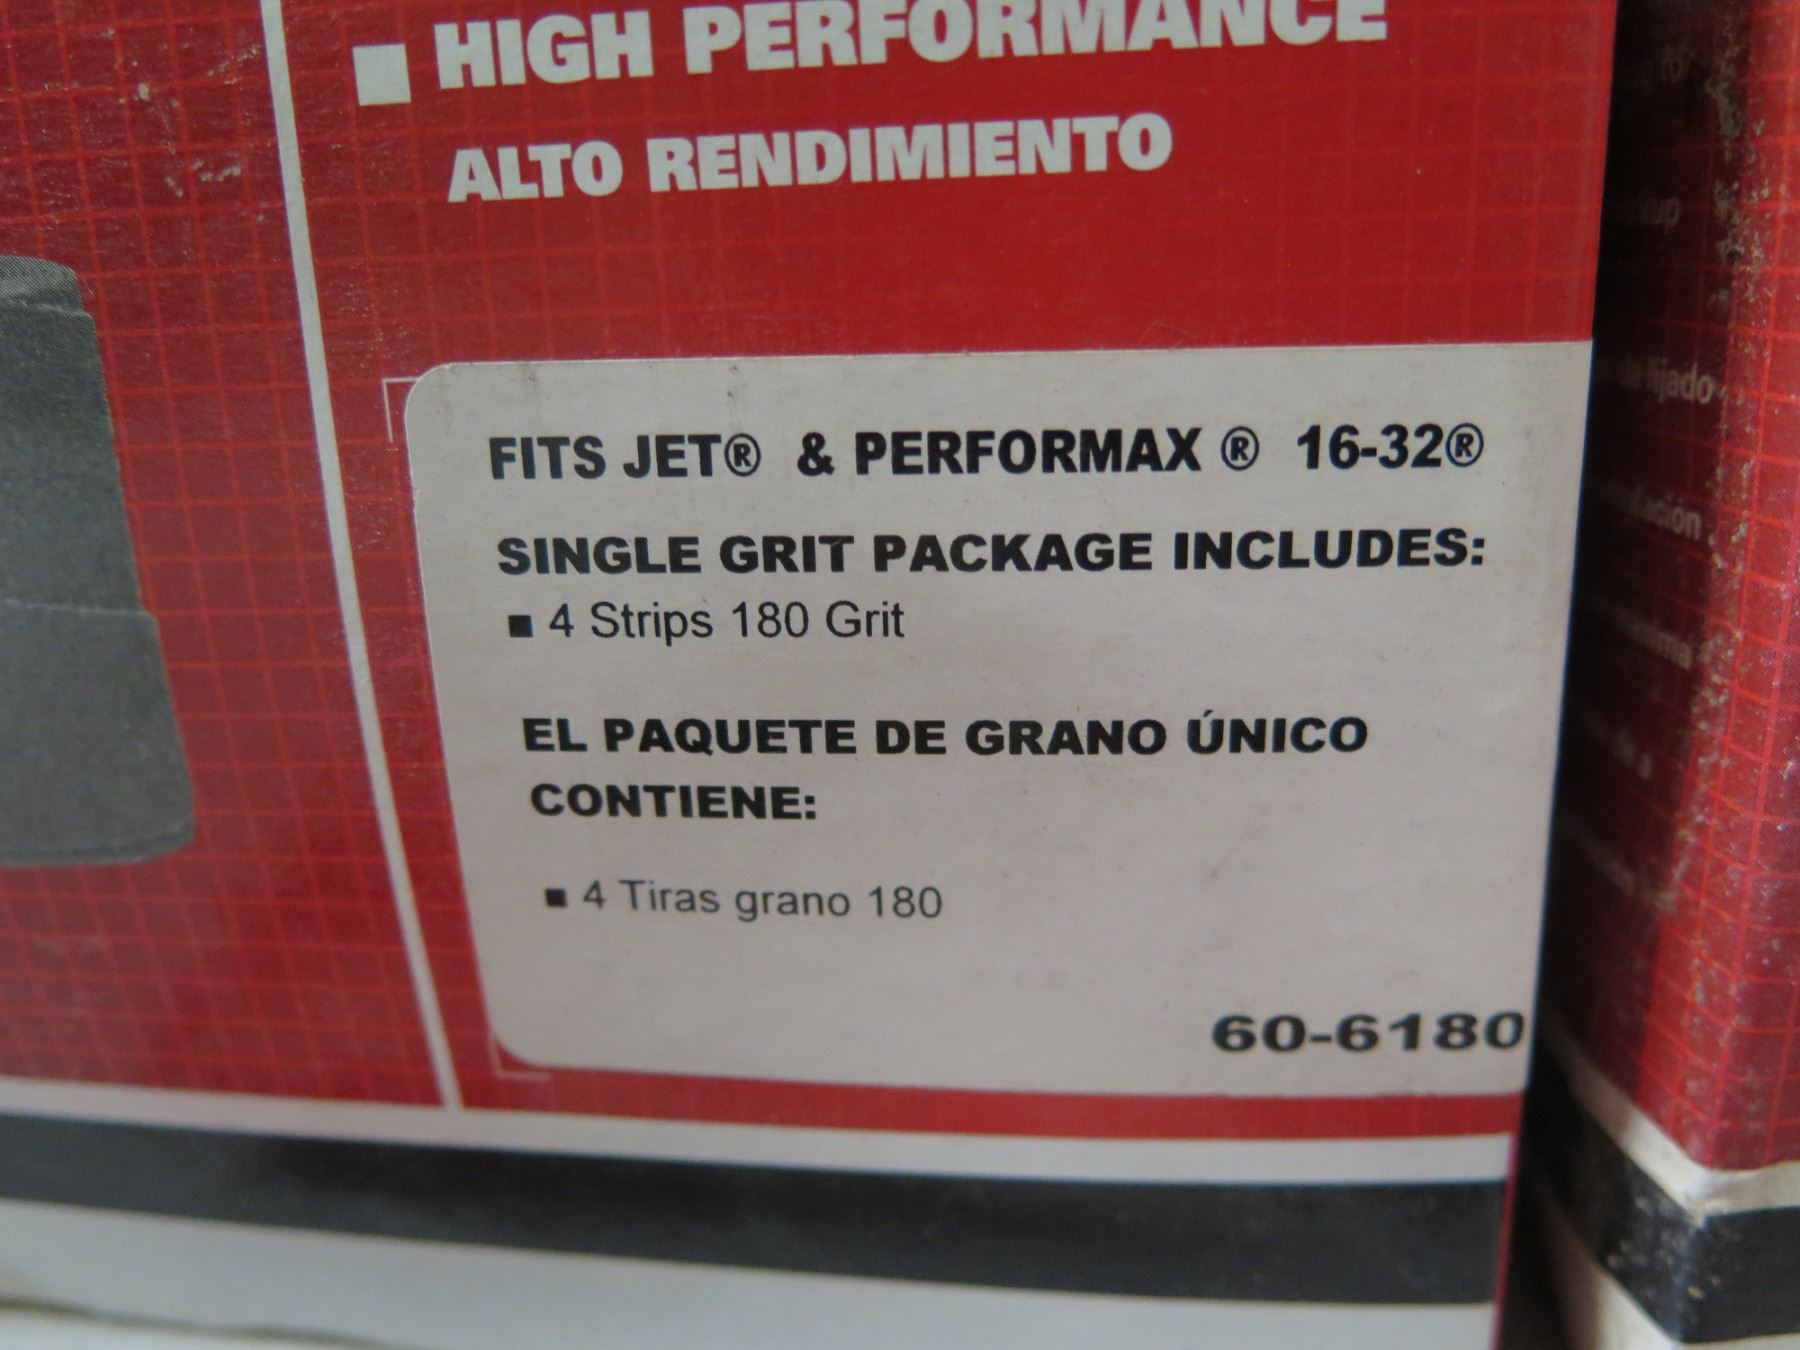 ■ HIGH PERFORMANCE
ALTO RENDIMIENTO
FITS JET® & PERFORMAX ® 16-32®
SINGLE GRIT PACKAGE INCLUDES:
■ 4 Strips 180 Grit
EL PAQUETE DE GRANO ÚNICO
CONTIENE:
■ 4 Tiras grano 180
60-6180
lijado